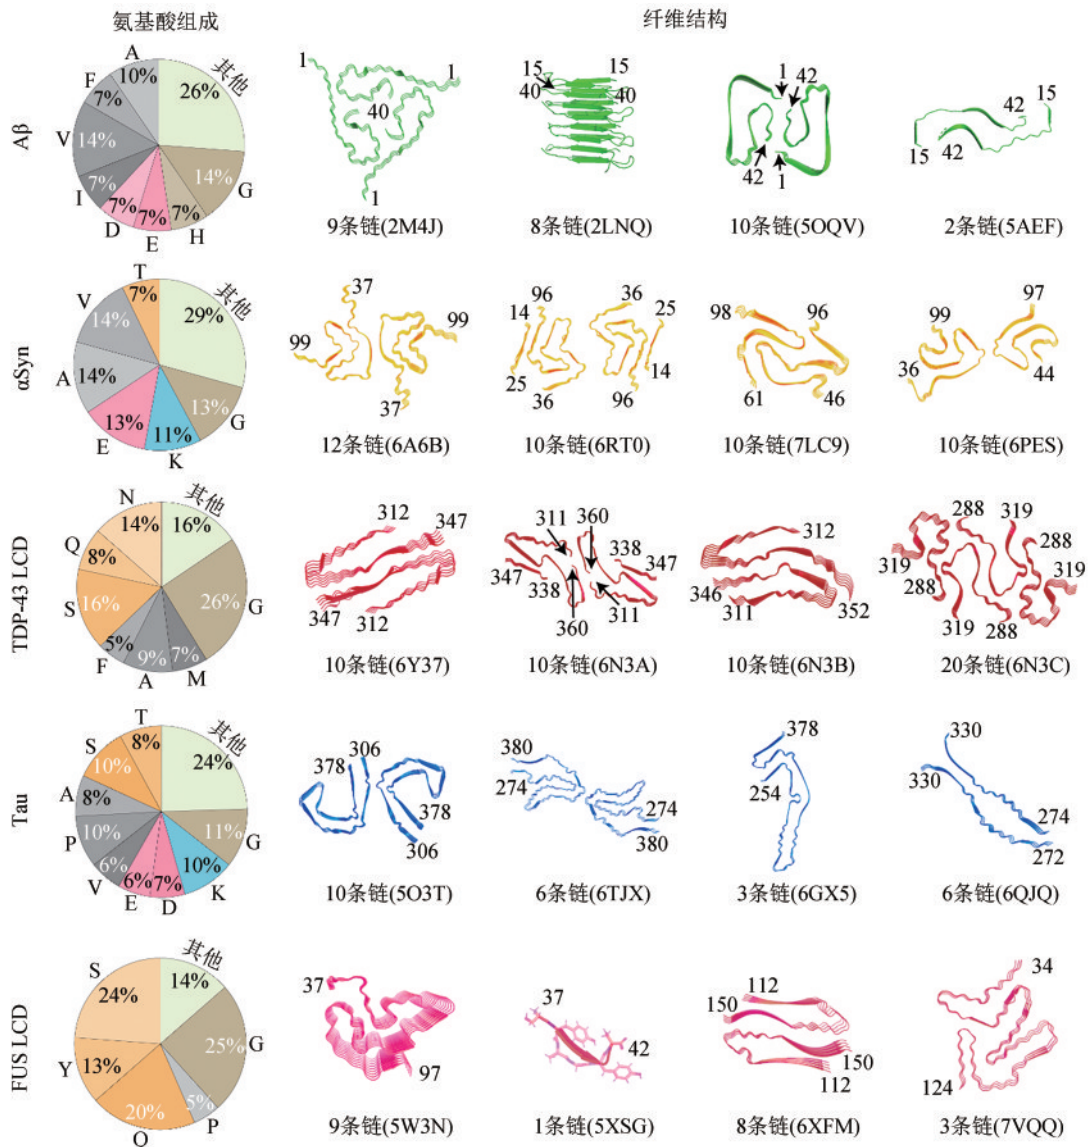 氨基酸组成
纤维结构
Aβ
A
10%
其他
26%
F
7%
V
14%
I
7%
D
7%
E
7%
H
7%
G
14%
1
1
40
1
15
40
15
40
1
42
42
1
15
42
42
15
9条链(2M4J)
8条链(2LNQ)
10条链(5OQV)
2条链(5AEF)
αSyn
T
7%
其他
29%
V
14%
A
14%
E
13%
K
11%
G
13%
37
99
99
37
96
14
25
36
36
25
14
96
98
96
61
46
99
36
97
44
12条链(6A6B)
10条链(6RT0)
10条链(7LC9)
10条链(6PES)
TDP-43 LCD
N
14%
其他
16%
Q
8%
S
16%
F
5%
A
9%
M
7%
G
26%
312
347
347
312
311
360
338
347
347
338
360
311
312
346
311
352
288
319
288
319
319
288
319
288
10条链(6Y37)
10条链(6N3A)
10条链(6N3B)
20条链(6N3C)
Tau
T
8%
其他
24%
S
10%
A
8%
P
10%
V
6%
E
6%
D
7%
K
10%
G
11%
306
378
378
306
380
274
274
380
378
254
330
330
274
272
10条链(5O3T)
6条链(6TJX)
3条链(6GX5)
6条链(6QJQ)
FUS LCD
S
24%
其他
14%
Y
13%
Q
20%
P
5%
G
25%
37
97
37
42
112
150
150
112
34
124
9条链(5W3N)
1条链(5XSG)
8条链(6XFM)
3条链(7VQQ)